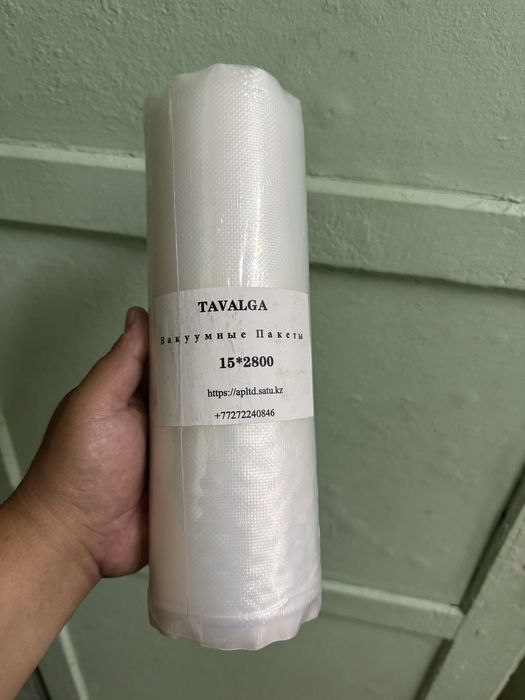 TAVALGA
Вакуумные Пакеты
15*2800
https://apltd.satu.kz
+77272240846